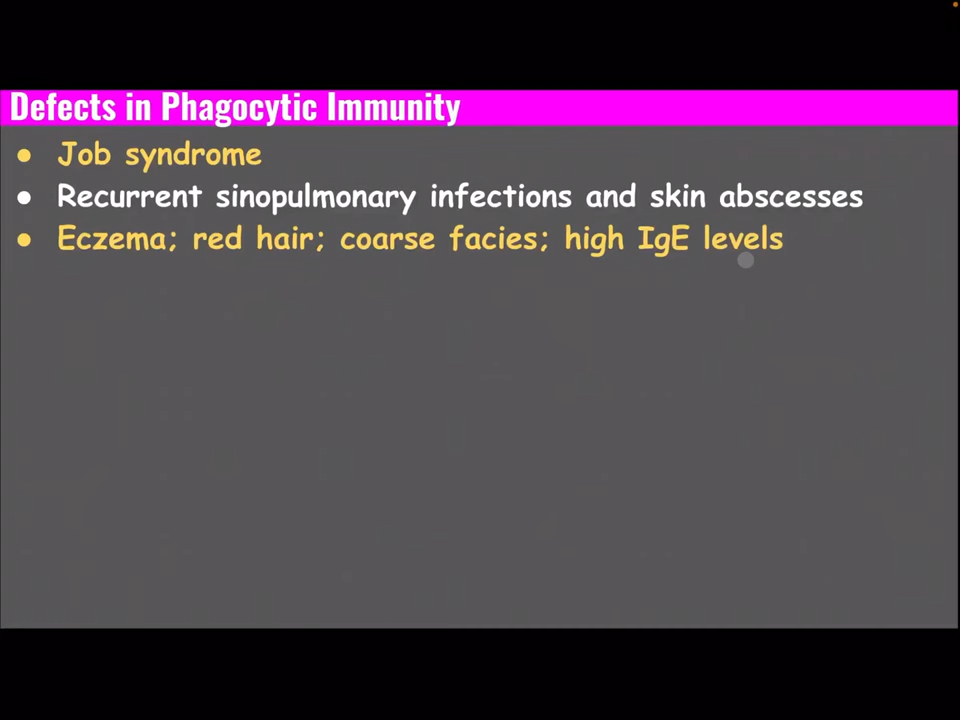 Defects in Phagocytic Immunity
● Job syndrome
● Recurrent sinopulmonary infections and skin abscesses
● Eczema; red hair; coarse facies; high IgE levels